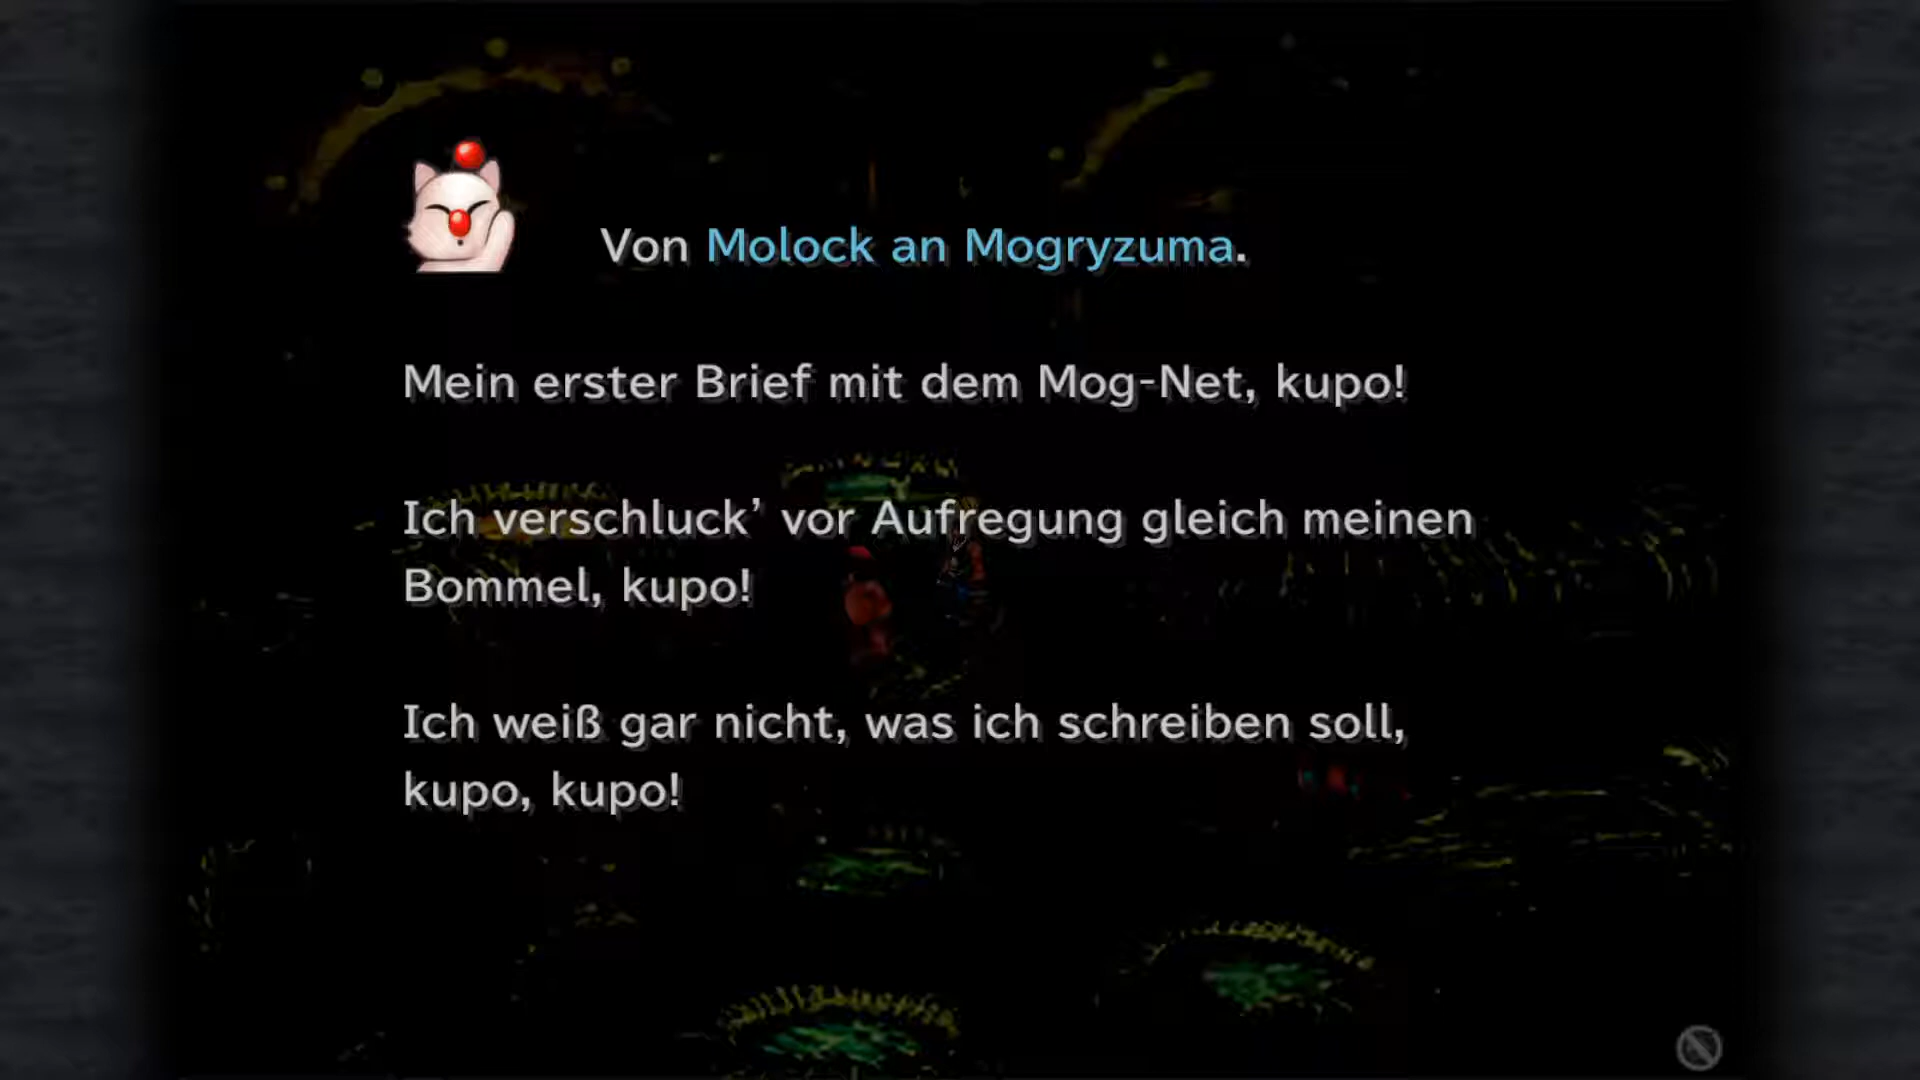 Von Molock an Mogryzuma.
Mein erster Brief mit dem Mog-Net, kupo!
Ich verschluck’ vor Aufregung gleich meinen
Bommel, kupo!
Ich weiß gar nicht, was ich schreiben soll,
kupo, kupo!